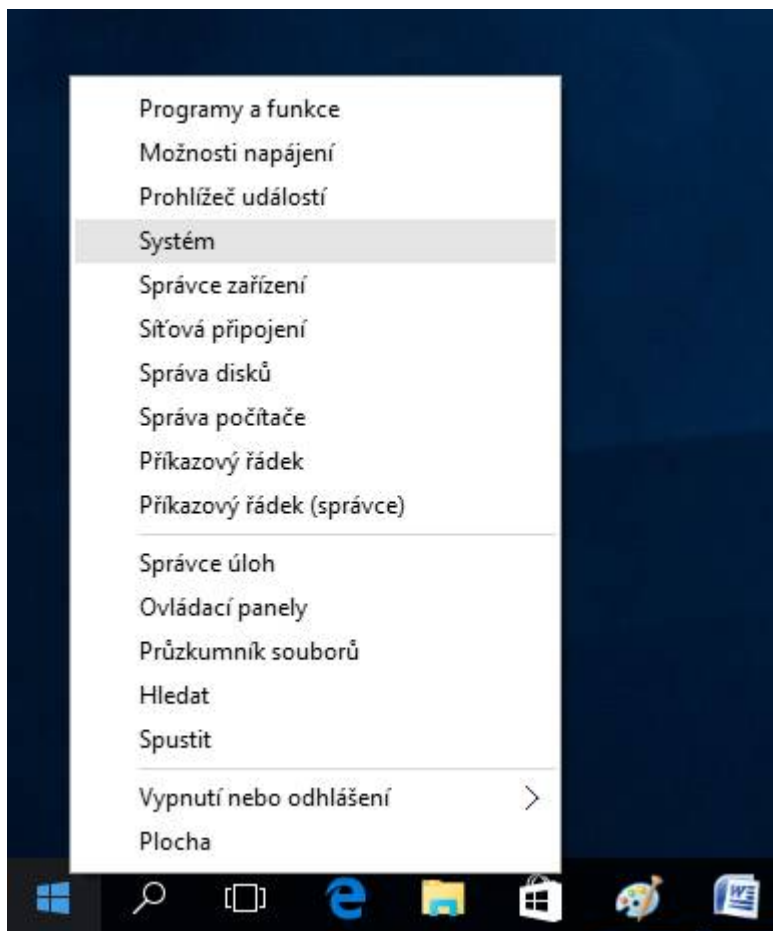 Programy a funkce
Možnosti napájení
Prohlížeč událostí
Systém
Správce zařízení
Síťová připojení
Správa disků
Správa počítače
Příkazový řádek
Příkazový řádek (správce)
Správce úloh
Ovládací panely
Průzkumník souborů
Hledat
Spustit
Vypnutí nebo odhlášení
Plocha